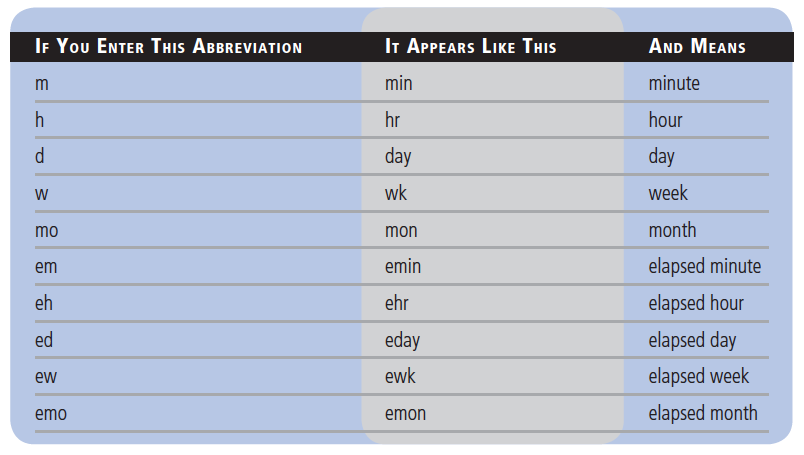 If You Enter This Abbreviation It Appears Like This And Means
m min minute
h hr hour
d day day
w wk week
mo mon month
em emin elapsed minute
eh ehr elapsed hour
ed eday elapsed day
ew ewk elapsed week
emo emon elapsed month